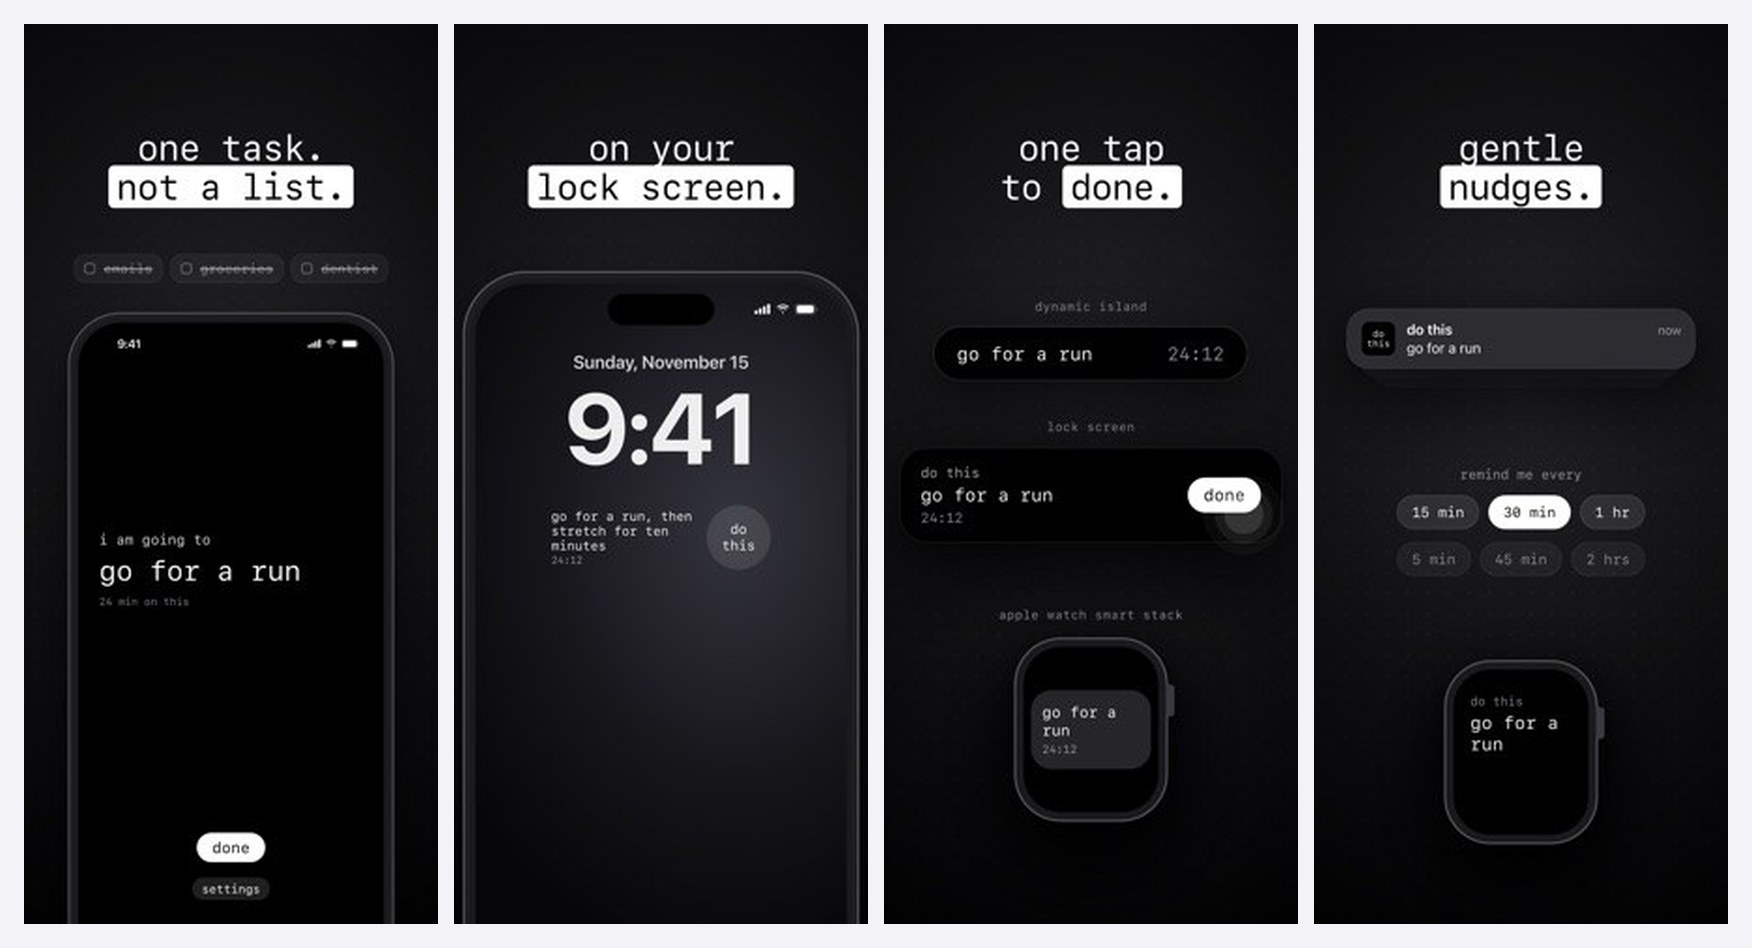 one task.
not a list.
emails
groceries
dentist
9:41
i am going to
go for a run
24 min on this
done
settings
on your
lock screen.
Sunday, November 15
9:41
go for a run, then
stretch for ten
minutes
24:12
do
this
one tap
to done.
dynamic island
go for a run 24:12
lock screen
do this
go for a run
24:12
done
apple watch smart stack
go for a
run
24:12
gentle
nudges.
do
this
do this
go for a run
now
remind me every
15 min 30 min 1 hr
5 min 45 min 2 hrs
do this
go for a
run